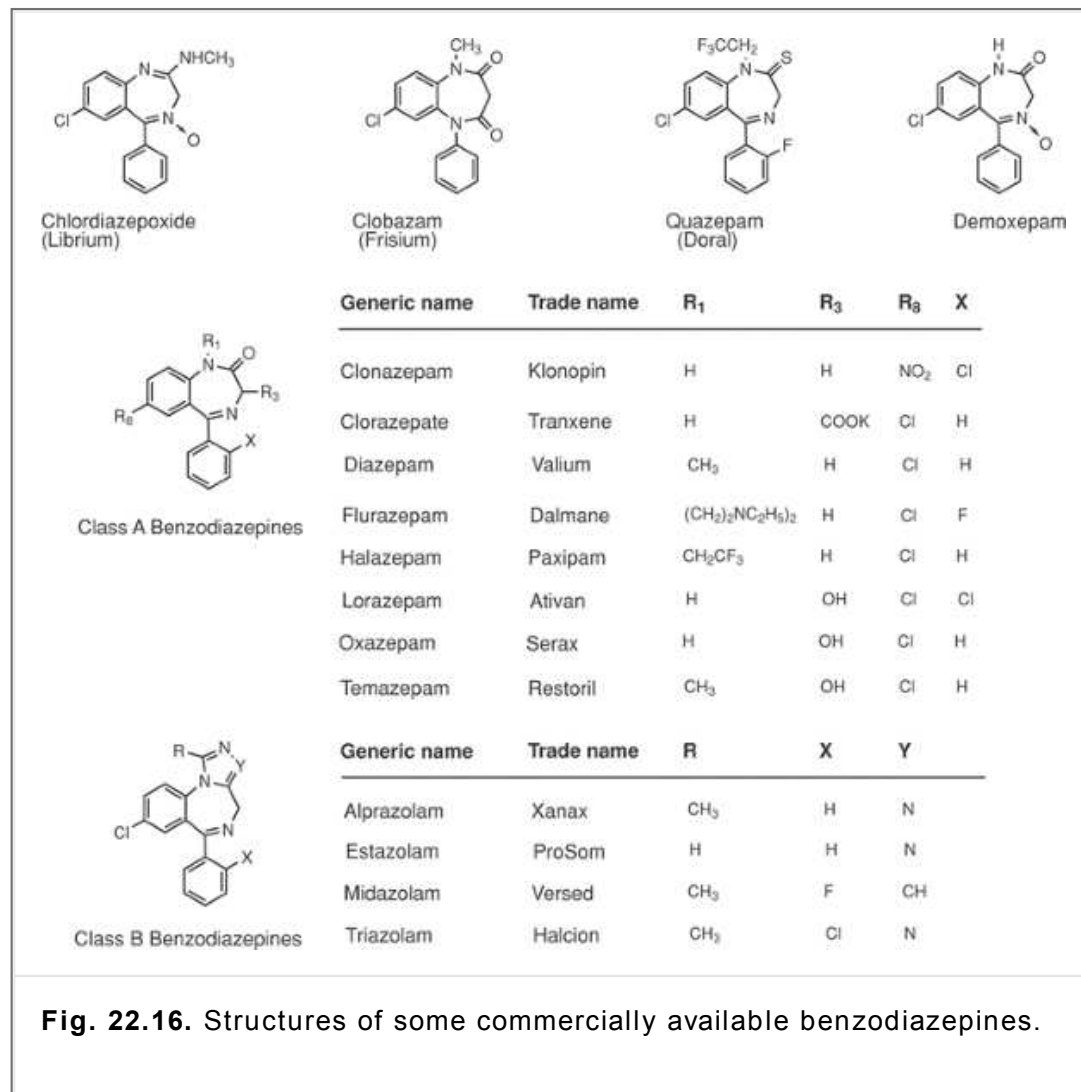 NHCH₃
N
Cl
N
O
Chlordiazepoxide
(Librium)
CH₃
N
O
Cl
N
O
Clobazam
(Frisium)
F₃CCH₂
N
S
Cl
N
F
Quazepam
(Doral)
H
N
O
Cl
N
O
Demoxepam
R₁
N
O
R₃
R₈
N
X
Class A Benzodiazepines
Generic name Trade name R₁ R₃ R₈ X
Clonazepam Klonopin H H NO₂ Cl
Clorazepate Tranxene H COOK Cl H
Diazepam Valium CH₃ H Cl H
Flurazepam Dalmane (CH₂)₂NC₂H₅)₂ H Cl F
Halazepam Paxipam CH₂CF₃ H Cl H
Lorazepam Ativan H OH Cl Cl
Oxazepam Serax H OH Cl H
Temazepam Restoril CH₃ OH Cl H
R
N
Y
N
Cl
N
X
Class B Benzodiazepines
Generic name Trade name R X Y
Alprazolam Xanax CH₃ H N
Estazolam ProSom H H N
Midazolam Versed CH₃ F CH
Triazolam Halcion CH₃ Cl N
Fig. 22.16. Structures of some commercially available benzodiazepines.